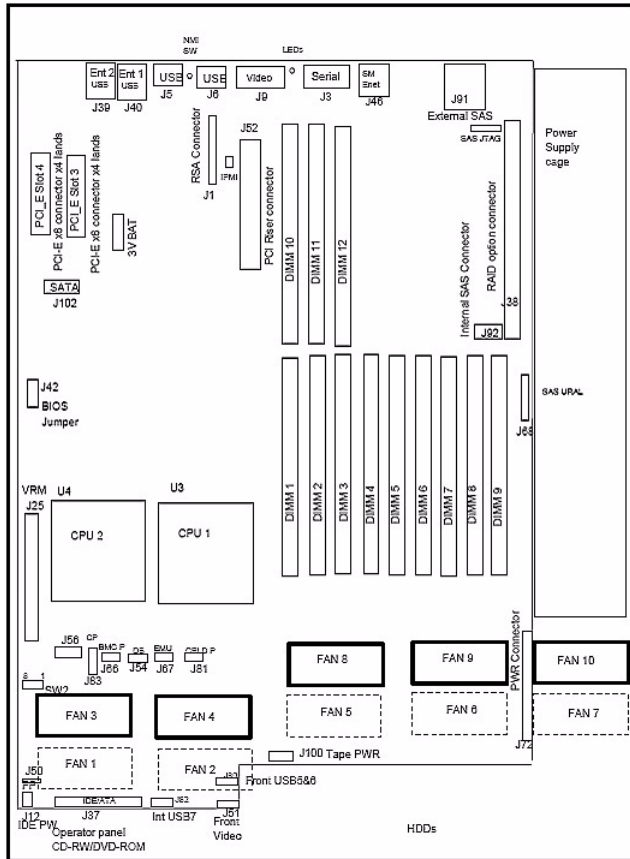 NMI
SW
LEDs
Ent 2
USB
Ent 1
USB
USB
USB
Video
Serial
SM
Enet
J39
J40
J5
J6
J9
J3
J46
J91
External SAS
SAS JTAG
Power
Supply
cage
PCI_E Slot 4
PCI-E x8 connector x4 lands
PCI_E Slot 3
PCI-E x8 connector x4 lands
3V BAT
RSA Connector
J1
IPMI
J52
PCI Riser connector
DIMM 10
DIMM 11
DIMM 12
Internal SAS Connector
RAID option connector
J38
J92
SATA
J102
J42
BIOS
Jumper
SAS URAL
J68
VRM
J25
U4
CPU 2
U3
CPU 1
DIMM 1
DIMM 2
DIMM 3
DIMM 4
DIMM 5
DIMM 6
DIMM 7
DIMM 8
DIMM 9
J56
CP
J63
BMC P
J66
J54
EMU
J67
J81
8 1
SW2
PWR Connector
J72
FAN 8
FAN 9
FAN 10
FAN 3
FAN 4
FAN 5
FAN 6
FAN 7
FAN 1
FAN 2
J100 Tape PWR
J50
Front USB5&6
J12
IDE PW
IDE/ATA
J37
J82
Int USB7
J51
Front
Video
Operator panel
CD-RW/DVD-ROM
HDDs